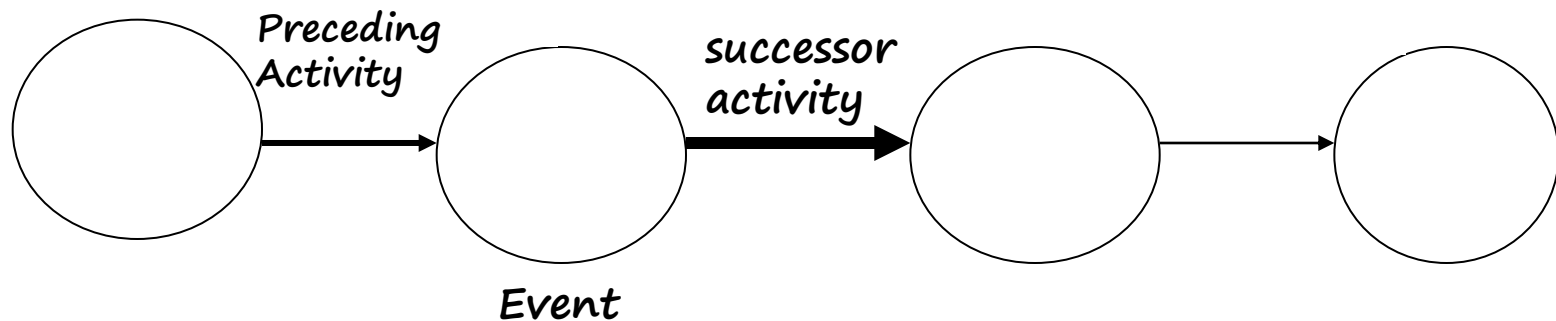 Preceding
Activity
successor
activity
Event